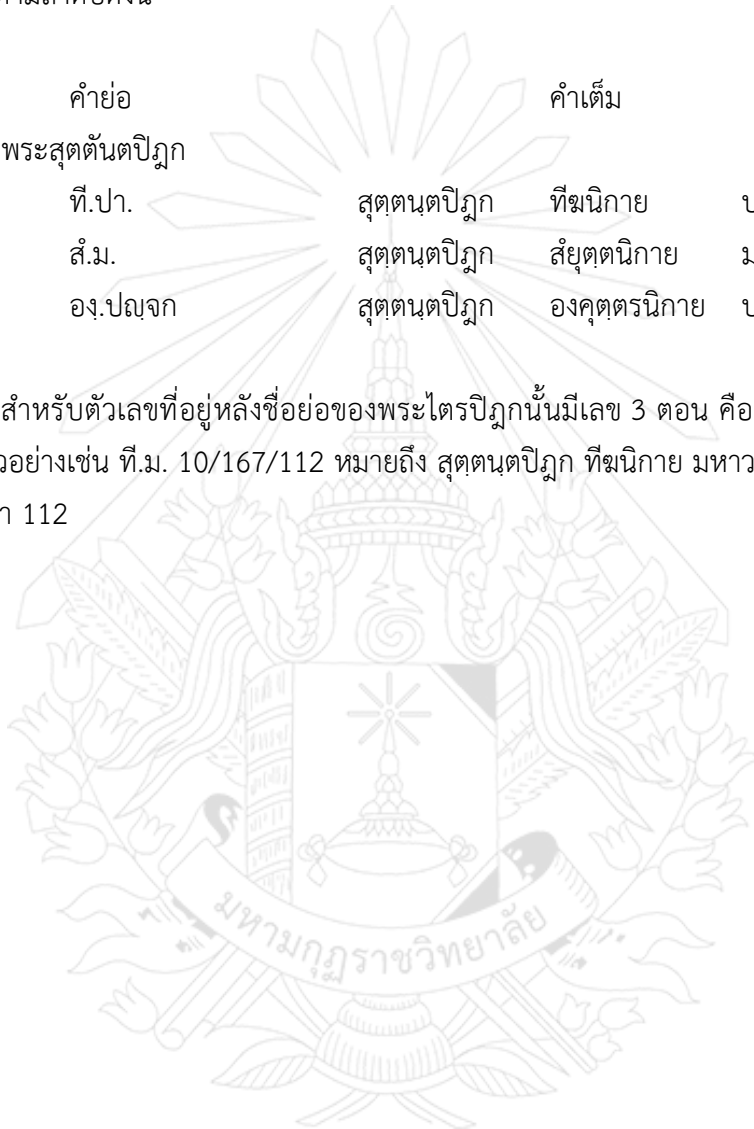 คำย่อ คำเต็ม
พระสุตตันตปิฎก
ที.ปา. สุตฺตนฺตปิฎก ทีฆนิกาย
สํ.ม. สุตฺตนฺตปิฎก สํยุตฺตนิกาย
องฺ.ปญฺจก สุตฺตนฺตปิฎก องคุตฺตรนิกาย
สำหรับตัวเลขที่อยู่หลังชื่อย่อของพระไตรปิฎกนั้นมีเลข 3 ตอน คือ
วอย่างเช่น ที.ม. 10/167/112 หมายถึง สุตฺตนฺตปิฎก ทีฆนิกาย มหาว
า 112
มหามกุฏราชวิทยาลัย